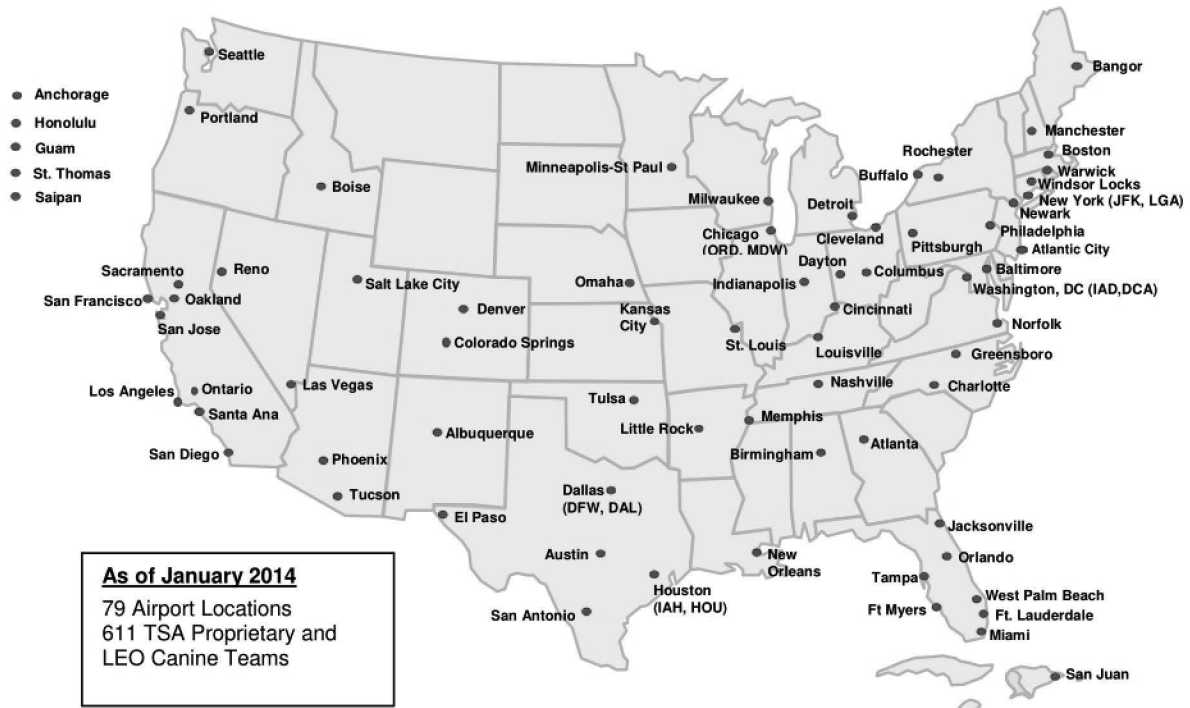 Seattle
Bangor
Anchorage
Portland
Honolulu
Manchester
Guam
Rochester
Boston
Minneapolis-St Paul
Buffalo
Warwick
St. Thomas
Boise
Windsor Locks
Saipan
Milwaukee
Detroit
New York (JFK, LGA)
Newark
Chicago
(ORD, MDW)
Cleveland
Pittsburgh
Philadelphia
Atlantic City
Sacramento
Reno
Salt Lake City
Omaha
Indianapolis
Dayton
Columbus
Baltimore
Washington, DC (IAD,DCA)
San Francisco
Oakland
Denver
Kansas
City
Cincinnati
San Jose
Colorado Springs
St. Louis
Louisville
Norfolk
Greensboro
Los Angeles
Ontario
Las Vegas
Tulsa
Nashville
Charlotte
Santa Ana
Albuquerque
Little Rock
Memphis
Atlanta
San Diego
Phoenix
Birmingham
Tucson
El Paso
Dallas
(DFW, DAL)
Jacksonville
Austin
New
Orleans
Orlando
Tampa
Houston
(IAH, HOU)
San Antonio
West Palm Beach
Ft Myers
Ft. Lauderdale
Miami
San Juan
As of January 2014
79 Airport Locations
611 TSA Proprietary and
LEO Canine Teams